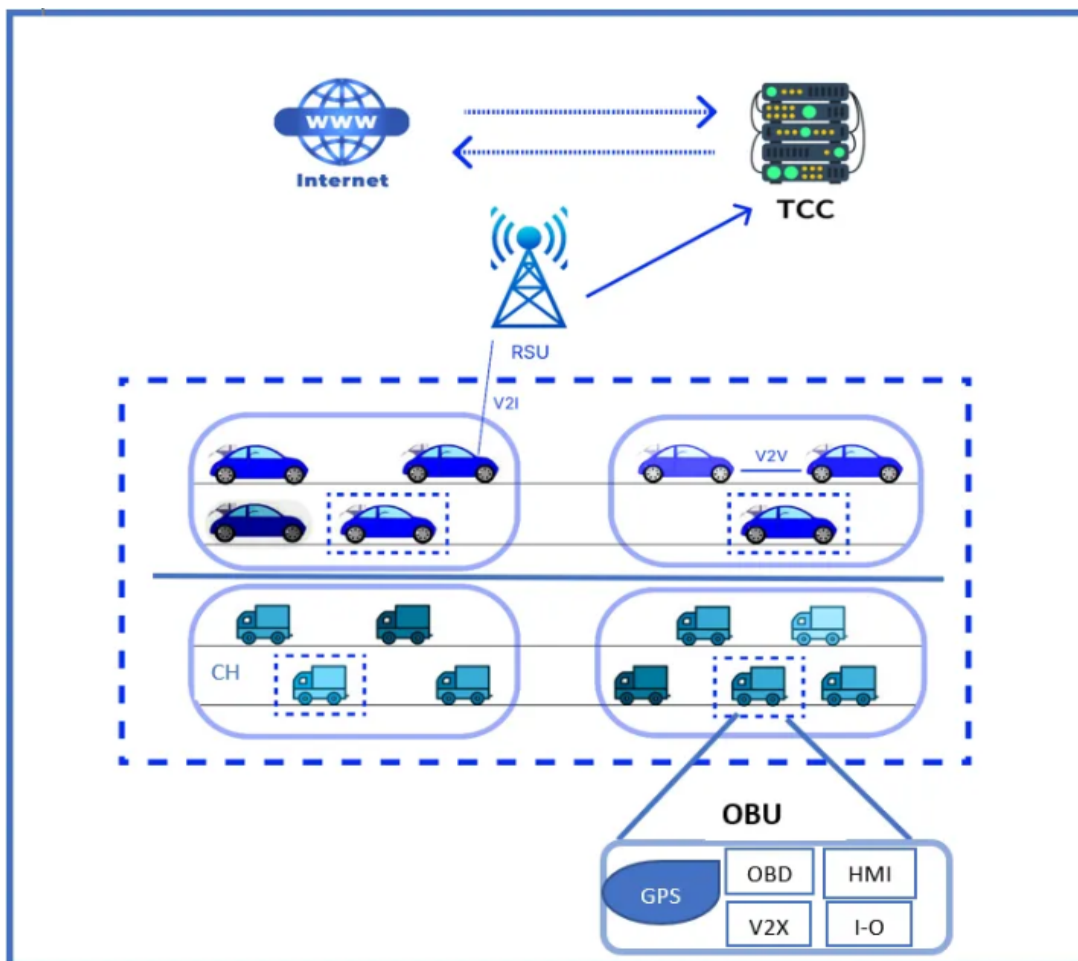 WWW
Internet
TCC
RSU
V2I
V2V
CH
OBU
GPS
OBD
HMI
V2X
I-O